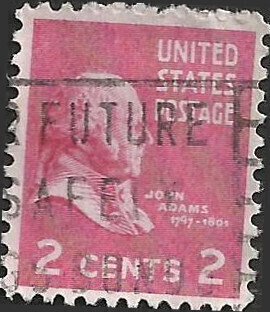 UNITED
STATES
POSTAGE
FUTURE
JOHN
ADAMS
1797-1801
2 CENTS 2